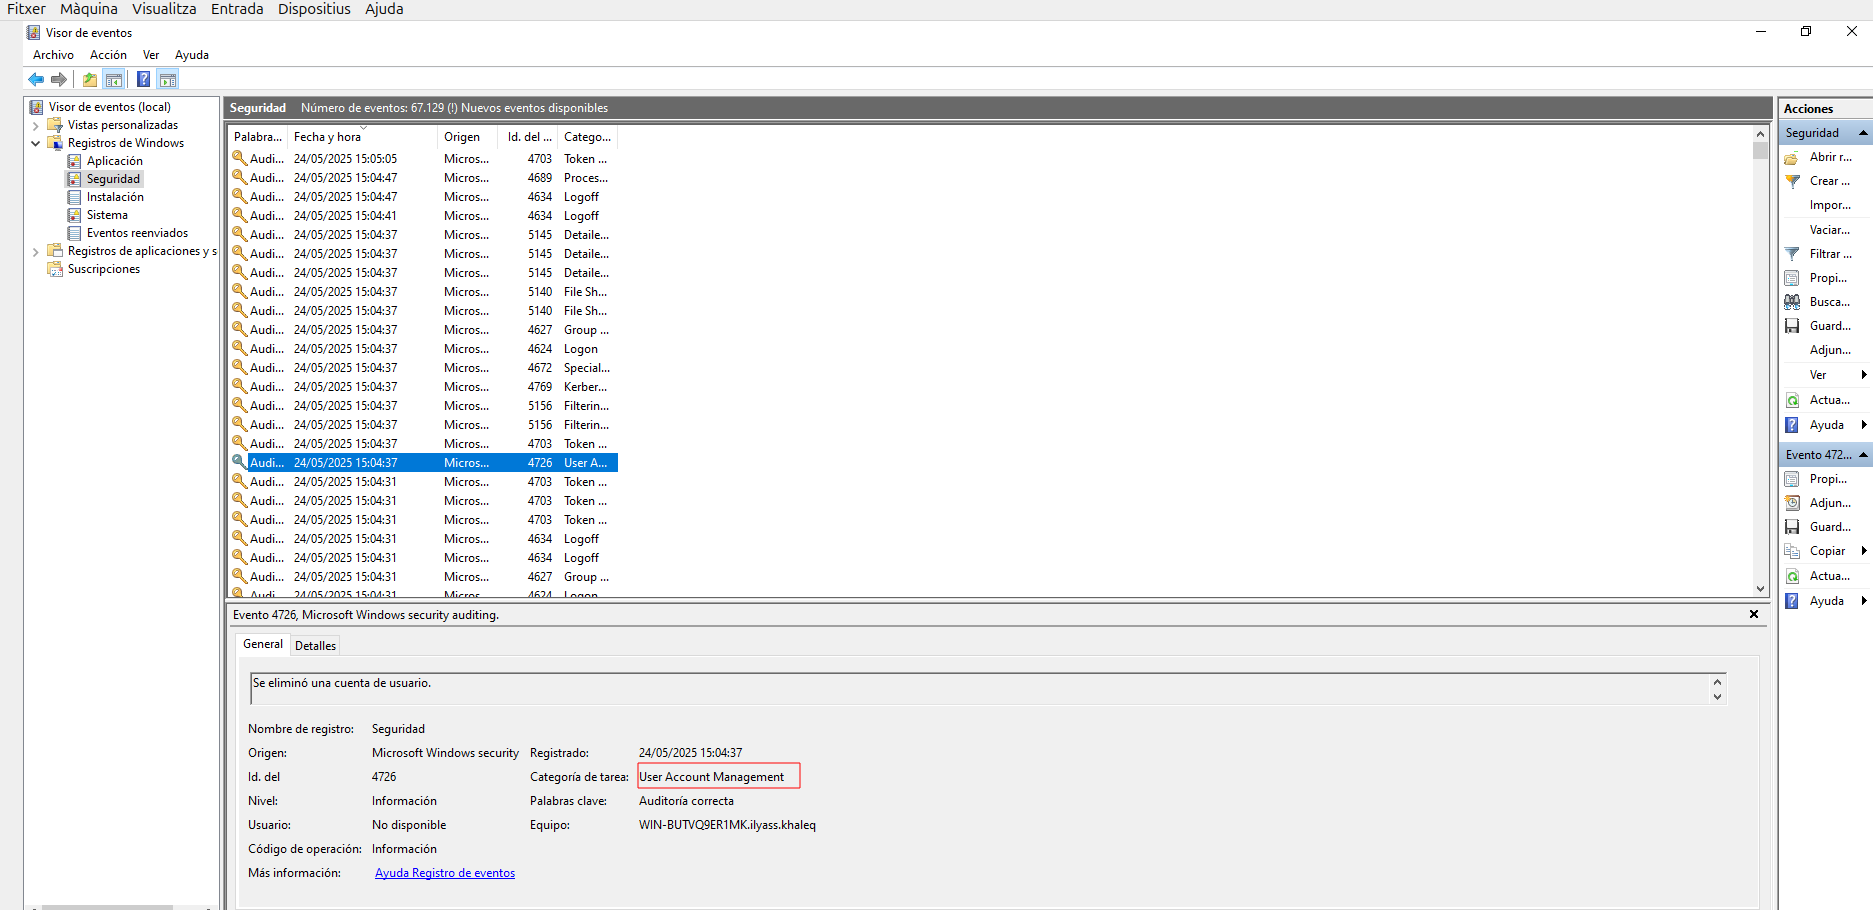 Fitxer Màquina Visualitza Entrada Dispositius Ajuda
Visor de eventos
Archivo Acción Ver Ayuda
Visor de eventos (local)
Vistas personalizadas
Registros de Windows
Aplicación
Seguridad
Instalación
Sistema
Eventos reenviados
Registros de aplicaciones y s
Suscripciones
Seguridad Número de eventos: 67.129 (!) Nuevos eventos disponibles
Palabra... Fecha y hora Origen Id. del ... Catego...
Audi... 24/05/2025 15:05:05 Micros... 4703 Token ...
Audi... 24/05/2025 15:04:47 Micros... 4689 Proces...
Audi... 24/05/2025 15:04:47 Micros... 4634 Logoff
Audi... 24/05/2025 15:04:41 Micros... 4634 Logoff
Audi... 24/05/2025 15:04:37 Micros... 5145 Detaile...
Audi... 24/05/2025 15:04:37 Micros... 5145 Detaile...
Audi... 24/05/2025 15:04:37 Micros... 5145 Detaile...
Audi... 24/05/2025 15:04:37 Micros... 5140 File Sh...
Audi... 24/05/2025 15:04:37 Micros... 5140 File Sh...
Audi... 24/05/2025 15:04:37 Micros... 4627 Group ...
Audi... 24/05/2025 15:04:37 Micros... 4624 Logon
Audi... 24/05/2025 15:04:37 Micros... 4672 Special...
Audi... 24/05/2025 15:04:37 Micros... 4769 Kerber...
Audi... 24/05/2025 15:04:37 Micros... 5156 Filterin...
Audi... 24/05/2025 15:04:37 Micros... 5156 Filterin...
Audi... 24/05/2025 15:04:37 Micros... 4703 Token ...
Audi... 24/05/2025 15:04:37 Micros... 4726 User A...
Audi... 24/05/2025 15:04:31 Micros... 4703 Token ...
Audi... 24/05/2025 15:04:31 Micros... 4703 Token ...
Audi... 24/05/2025 15:04:31 Micros... 4703 Token ...
Audi... 24/05/2025 15:04:31 Micros... 4634 Logoff
Audi... 24/05/2025 15:04:31 Micros... 4634 Logoff
Audi... 24/05/2025 15:04:31 Micros... 4627 Group ...
Audi... 24/05/2025 15:04:31 Micros... 4624 Logon
Evento 4726, Microsoft Windows security auditing.
General Detalles
Se eliminó una cuenta de usuario.
Nombre de registro: Seguridad
Origen: Microsoft Windows security Registrado: 24/05/2025 15:04:37
Id. del 4726 Categoría de tarea: User Account Management
Nivel: Información Palabras clave: Auditoría correcta
Usuario: No disponible Equipo: WIN-BUTVQ9ER1MK.ilyass.khaleq
Código de operación: Información
Más información: Ayuda Registro de eventos
Acciones
Seguridad
Abrir r...
Crear ...
Impor...
Vaciar...
Filtrar ...
Propi...
Busca...
Guard...
Adjun...
Ver
Actua...
Ayuda
Evento 472...
Propi...
Adjun...
Guard...
Copiar
Actua...
Ayuda